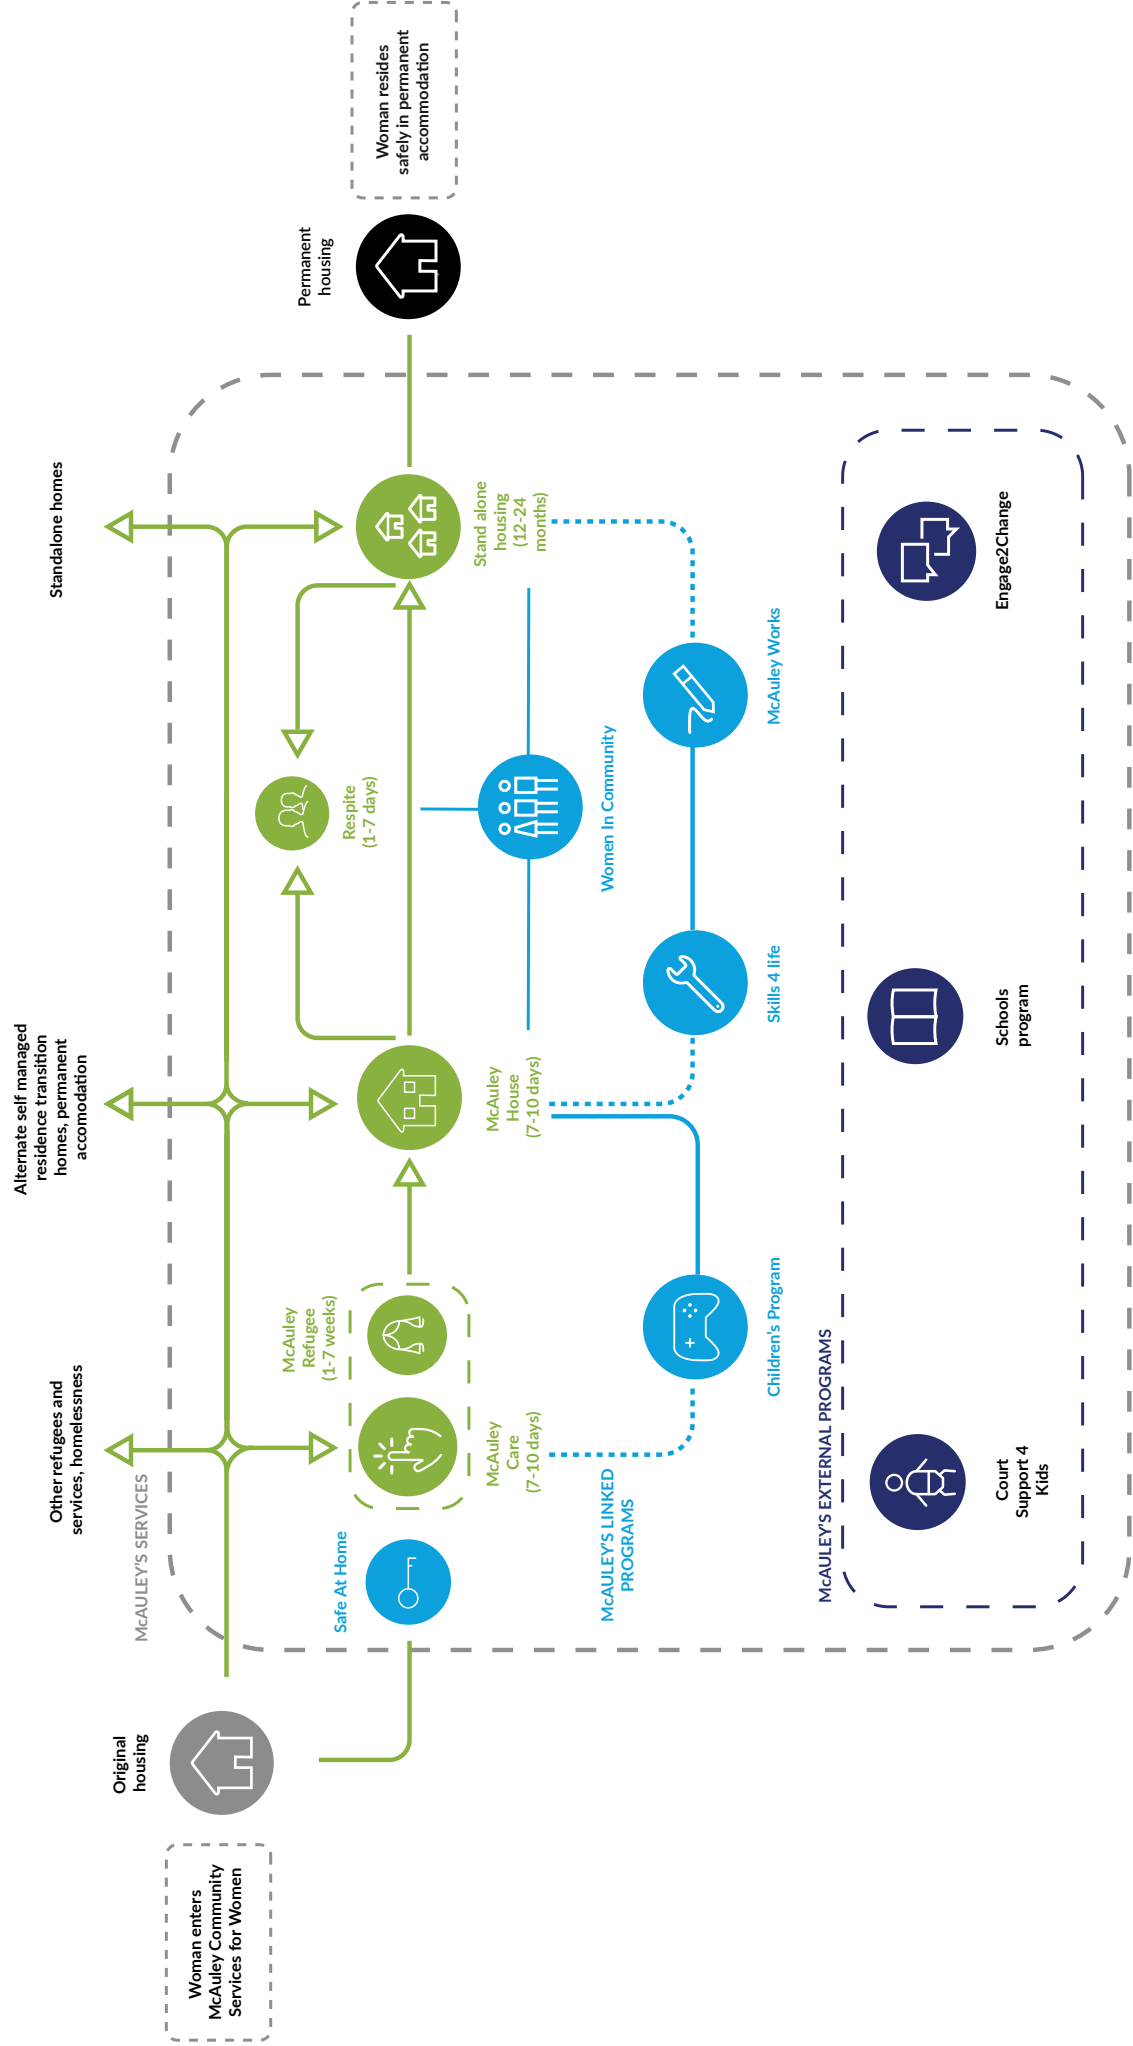 Woman enters
McAuley Community
Services for Women
Original
housing
McAULEY'S SERVICES
Other refugees and
services, homelessness
Alternate self managed
residence transition
homes, permanent
accomodation
Standalone homes
Safe At Home
McAuley
Refugee
(1-7 weeks)
McAuley
Care
(7-10 days)
McAuley
House
(7-10 days)
Respite
(1-7 days)
Stand alone
housing
(12-24
months)
Permanent
housing
Woman resides
safely in permanent
accommodation
McAULEY'S LINKED
PROGRAMS
Women In Community
Children's Program
Skills 4 life
McAuley Works
McAULEY'S EXTERNAL PROGRAMS
Court
Support 4
Kids
Schools
program
Engage2Change